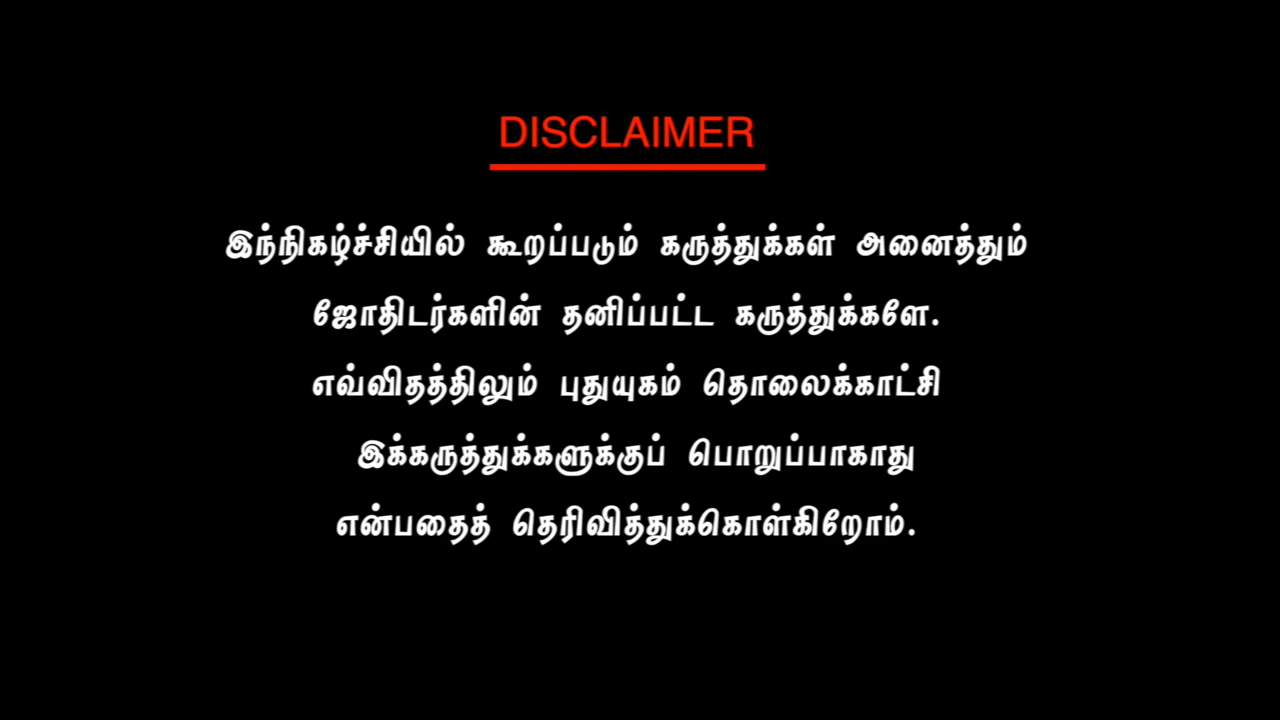 DISCLAIMER
இந்நிகழ்ச்சியில் கூறப்படும் கருத்துக்கள் அனைத்தும்
ஜோதிடர்களின் தனிப்பட்ட கருத்துக்களே.
எவ்விதத்திலும் புதுயுகம் தொலைக்காட்சி
இக்கருத்துக்களுக்குப் பொறுப்பாகாது
என்பதைத் தெரிவித்துக்கொள்கிறோம்.